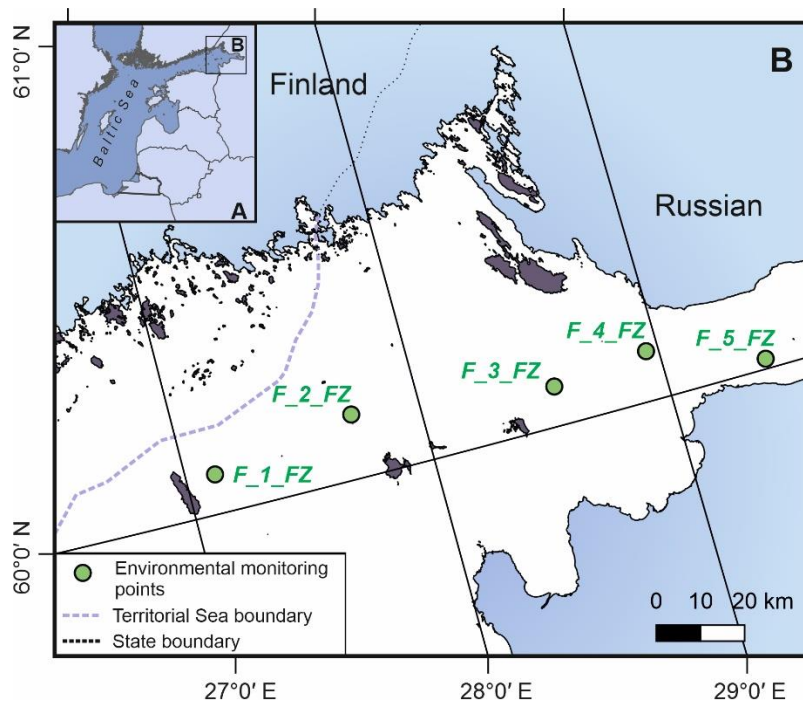 B
Baltic Sea
A
Finland
B
Russian
F_4_FZ
F_5_FZ
F_3_FZ
F_2_FZ
F_1_FZ
61°0′ N
60°0′ N
Environmental monitoring
points
Territorial Sea boundary
State boundary
0 10 20 km
27°0′ E
28°0′ E
29°0′ E